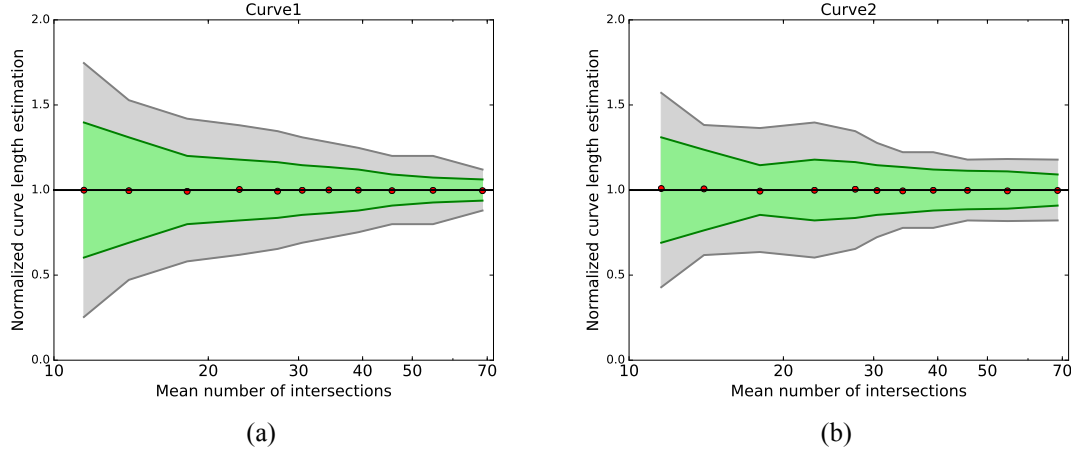 Curve1
Normalized curve length estimation
2.0
1.5
1.0
0.5
0.0
10 20 30 40 50 70
Mean number of intersections
(a)
Curve2
Normalized curve length estimation
2.0
1.5
1.0
0.5
0.0
10 20 30 40 50 70
Mean number of intersections
(b)